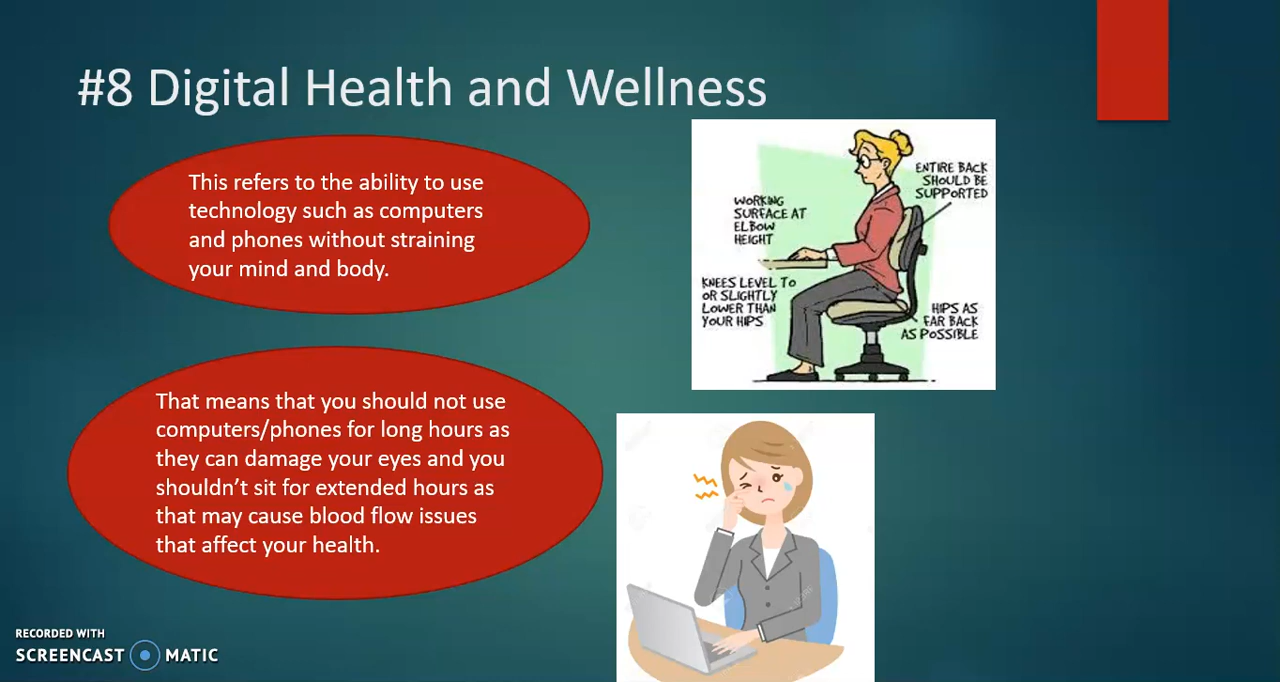 #8 Digital Health and Wellness
This refers to the ability to use
technology such as computers
and phones without straining
your mind and body.
ENTIRE BACK
SHOULD BE
SUPPORTED
WORKING
SURFACE AT
ELBOW
HEIGHT
KNEES LEVEL TO
OR SLIGHTLY
LOWER THAN
YOUR HIPS
HIPS AS
FAR BACK
AS POSSIBLE
That means that you should not use
computers/phones for long hours as
they can damage your eyes and you
shouldn’t sit for extended hours as
that may cause blood flow issues
that affect your health.
RECORDED WITH
SCREENCAST MATIC